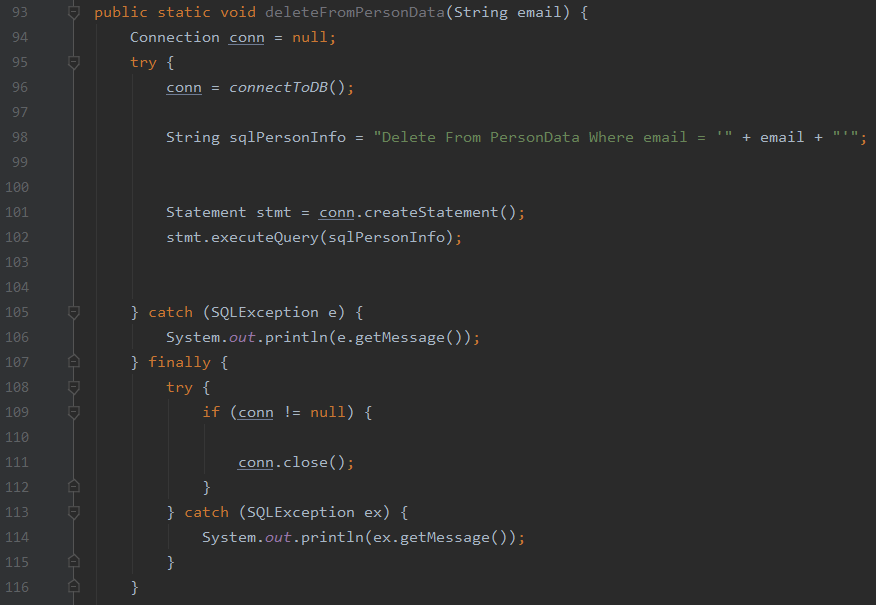 93 public static void deleteFromPersonData(String email) {
94 Connection conn = null;
95 try {
96 conn = connectToDB();
97
98 String sqlPersonInfo = "Delete From PersonData Where email = '" + email + "'";
99
100
101 Statement stmt = conn.createStatement();
102 stmt.executeQuery(sqlPersonInfo);
103
104
105 } catch (SQLException e) {
106 System.out.println(e.getMessage());
107 } finally {
108 try {
109 if (conn != null) {
110
111 conn.close();
112 }
113 } catch (SQLException ex) {
114 System.out.println(ex.getMessage());
115 }
116 }